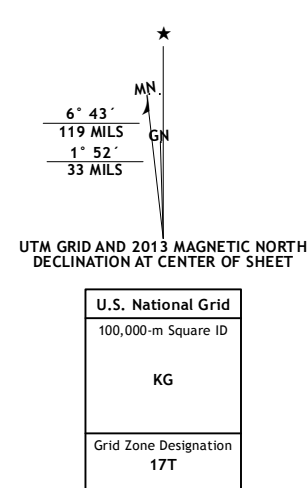 ★
MN
6° 43´
119 MILS
GN
1° 52´
33 MILS
UTM GRID AND 2013 MAGNETIC NORTH
DECLINATION AT CENTER OF SHEET
U.S. National Grid
100,000-m Square ID
KG
Grid Zone Designation
17T